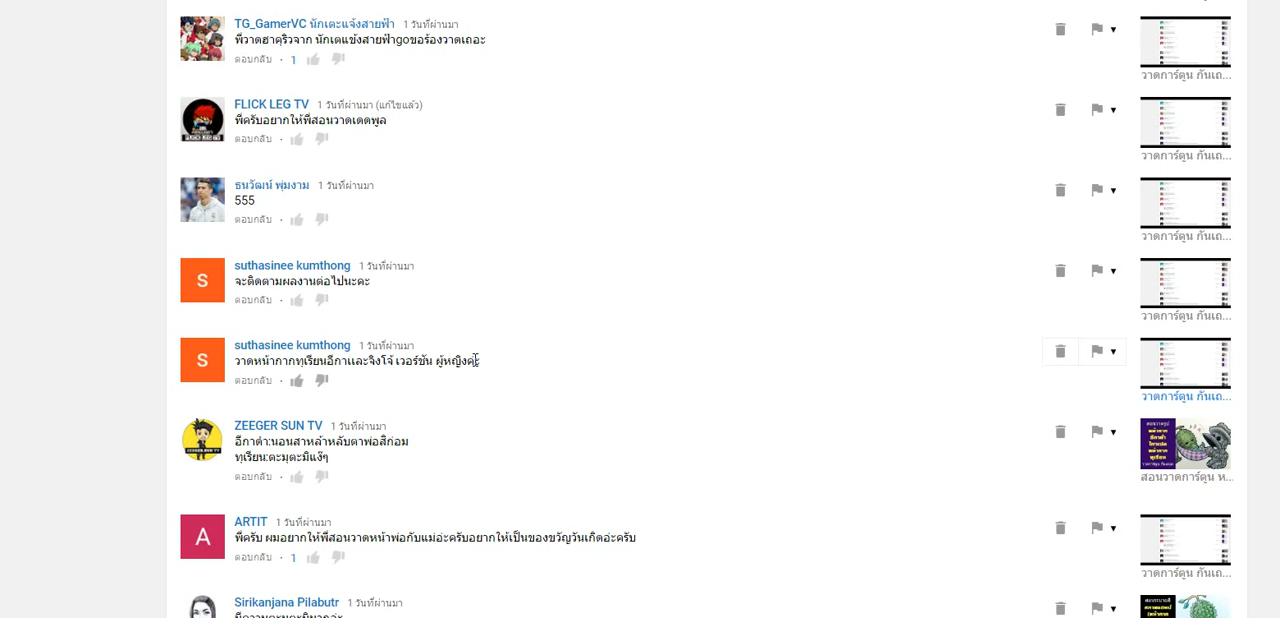 TG_GamerVC นักเตะแจ้งสายฟ้า 1 วันที่ผ่านมา
พี่วาดฮาคุริวจาก นักเตแข้งสายฟ้าgoขอร้องวาดเถอะ
ตอบกลับ · 1
วาดการ์ตูน กันเถ...
FLICK LEG TV 1 วันที่ผ่านมา (แก้ไขแล้ว)
พี่ครับอยากให้พี่สอนวาดเดดพูล
ตอบกลับ ·
วาดการ์ตูน กันเถ...
ธนวัฒน์ พุ่มงาม 1 วันที่ผ่านมา
555
ตอบกลับ ·
วาดการ์ตูน กันเถ...
S
suthasinee kumthong 1 วันที่ผ่านมา
จะติดตามผลงานต่อไปนะคะ
ตอบกลับ ·
วาดการ์ตูน กันเถ...
S
suthasinee kumthong 1 วันที่ผ่านมา
วาดหน้ากากทุเรียนอีกาเเละจิงโจ้ เวอร์ชัน ผู้หญิง
ตอบกลับ ·
วาดการ์ตูน กันเถ...
ZEEGER SUN TV 1 วันที่ผ่านมา
อีกาดำ:นอนสาหล่าหลับตาพ่อสิก่อม
ทุเรียน:ตะมุตะมิแง๊ๆ
ตอบกลับ ·
สอนวาดการ์ตูน ห...
A
ARTIT 1 วันที่ผ่านมา
พี่ครับ ผมอยากให้พี่สอนวาดหน้าพ่อกับแม่อ่ะครับอยากให้เป็นของขวัญวันเกิดอ่ะครับ
ตอบกลับ · 1
วาดการ์ตูน กันเถ...
Sirikanjana Pilabutr 1 วันที่ผ่านมา